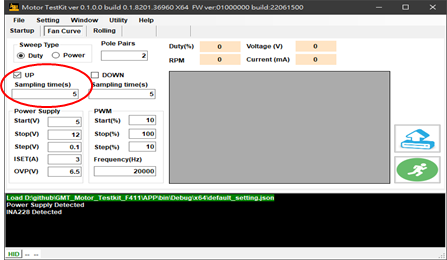 Motor TestKit ver 0.1.0.0 build 0.1.8201.36960 X64 FW ver:01000000 build:22061500
File Setting Window Utility Help
Startup Fan Curve Rolling
Sweep Type
Duty Power
Pole Pairs
2
Duty(%) 0 Voltage (V) 0
RPM 0 Current (mA) 0
UP DOWN
Sampling time(s) Sampling time(s)
5 5
Power Supply
Start(V) 5
Stop(V) 12
Step(V) 0.1
ISET(A) 3
OVP(V) 6.5
PWM
Start(%) 10
Stop(%) 100
Step(%) 10
Frequency(Hz)
20000
Load D:\github\GMT_Motor_Testkit_F411\APP\bin\Debug\x64\default_setting.json
Power Supply Detected
INA228 Detected
HID -- --